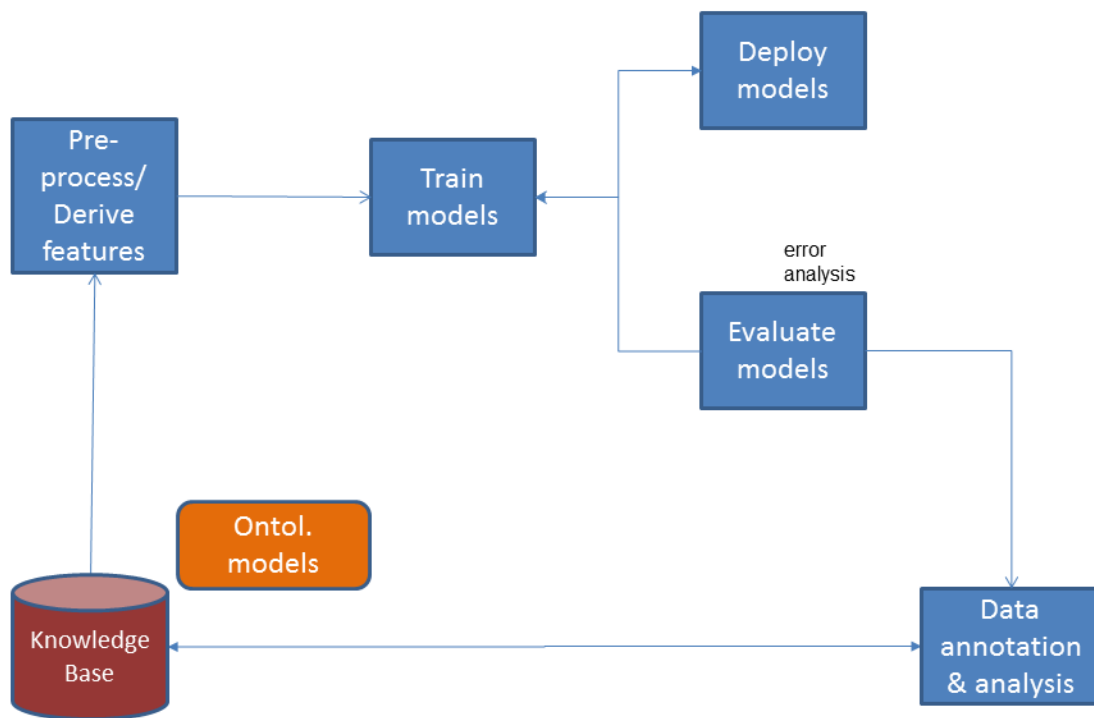 Deploy
models
Pre-
process/
Derive
features
Train
models
error
analysis
Evaluate
models
Ontol.
models
Knowledge
Base
Data
annotation
& analysis